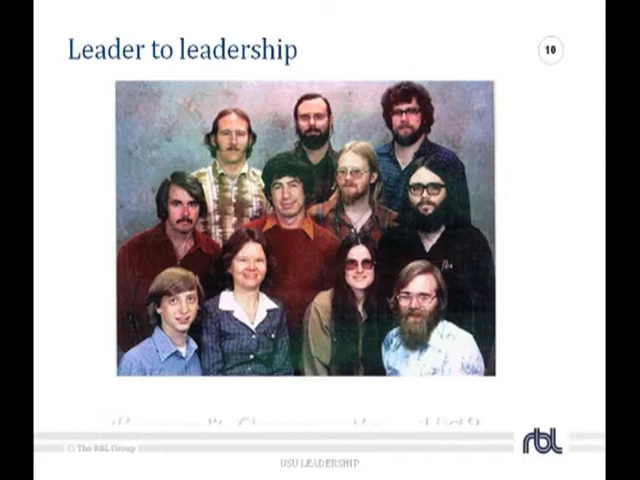 Leader to leadership
10
© The RBL Group
rbl
USU LEADERSHIP